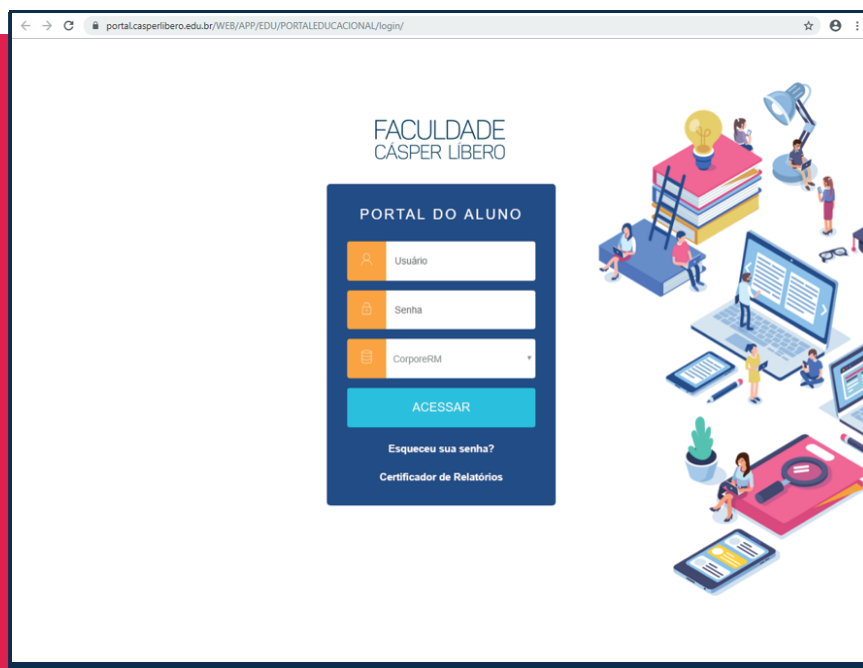 portal.casperlibero.edu.br/WEB/APP/EDU/PORTALEDUCACIONAL/login/
FACULDADE
CÁSPER LÍBERO
PORTAL DO ALUNO
Usuário
Senha
CorporeRM
ACESSAR
Esqueceu sua senha?
Certificador de Relatórios